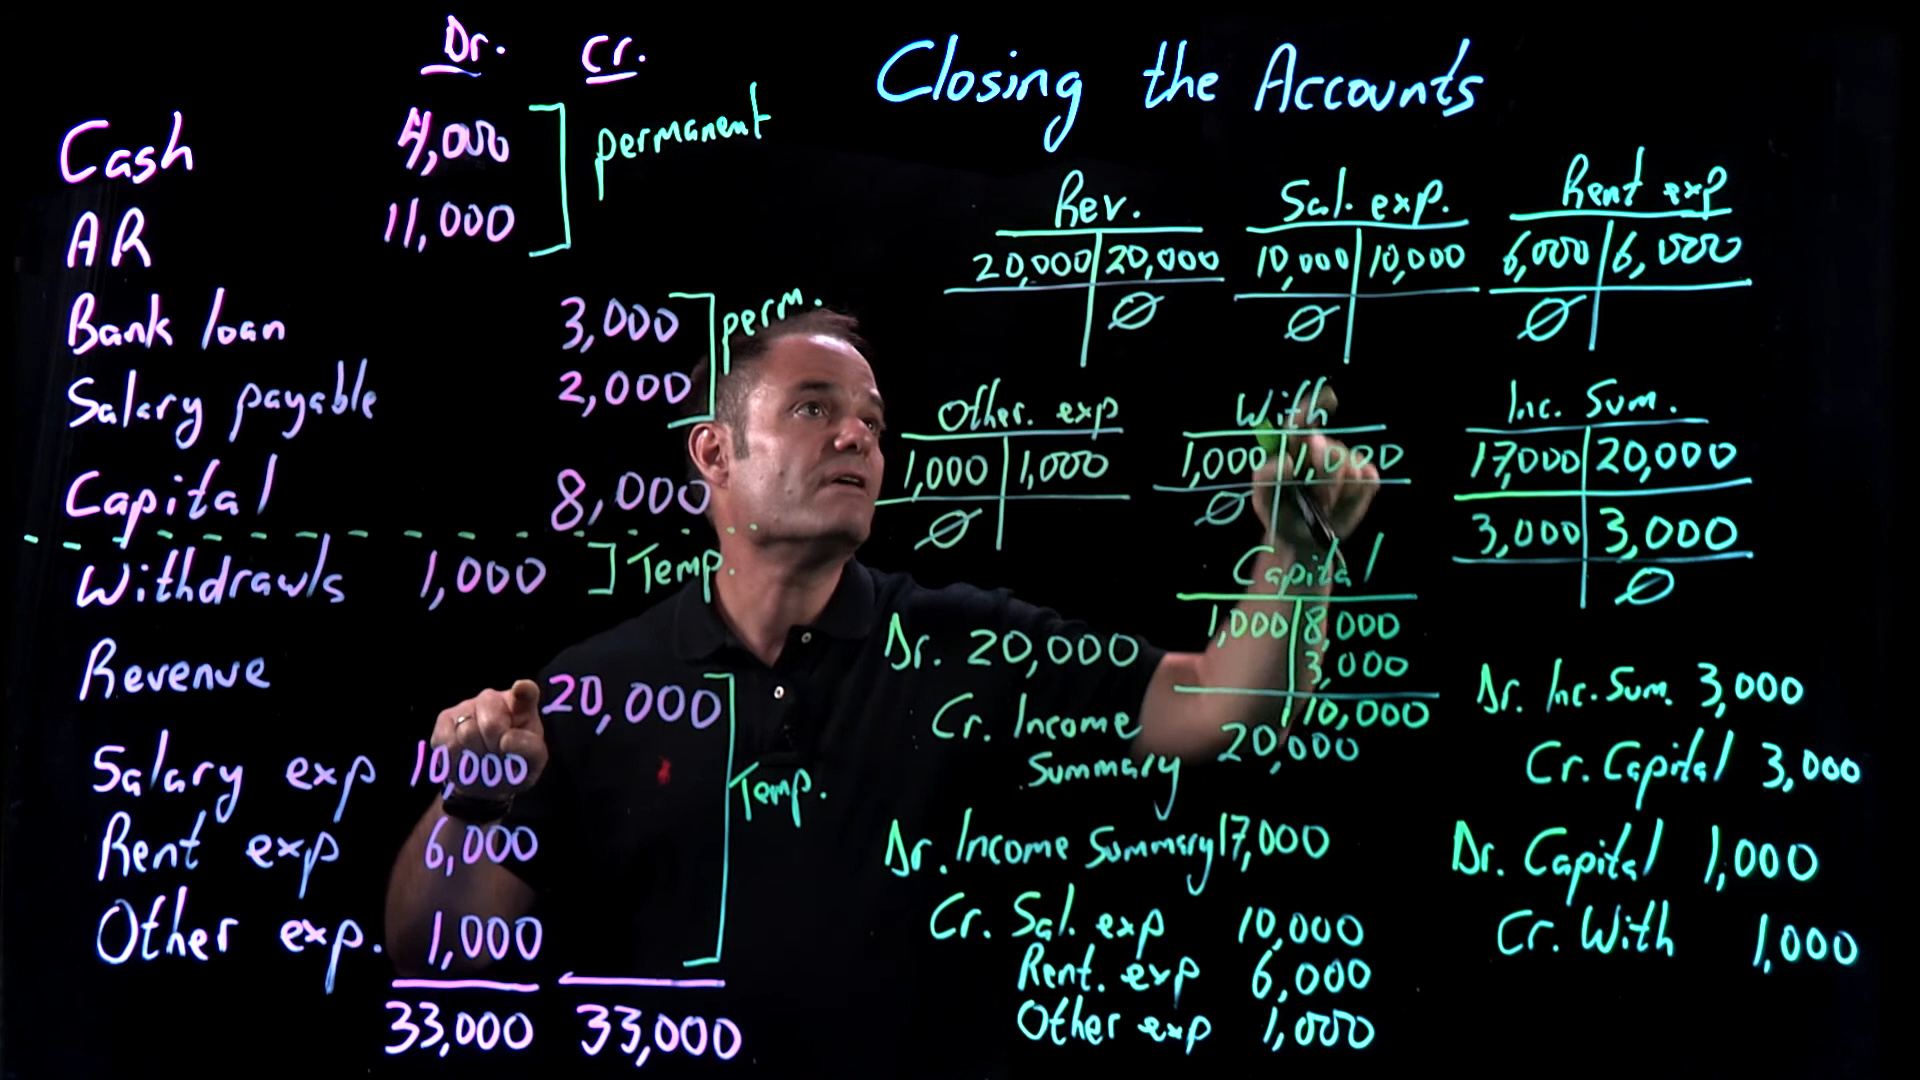 Dr. Cr.
Cash 4,000
permanent
AR 11,000
Bank loan 3,000
perm.
Salary payable 2,000
Capital 8,000
Withdrawls 1,000 Temp.
Revenue 20,000
Salary exp 10,000
Temp.
Rent exp 6,000
Other exp. 1,000
33,000 33,000
Closing the Accounts
Rev.
20,000 20,000
Ø
Sal. exp.
10,000 10,000
Ø
Rent exp
6,000 6,000
Ø
Other. exp
1,000 1,000
Ø
With
1,000 1,000
Ø
Inc. Sum.
17,000 20,000
3,000 3,000
Ø
Capital
1,000 8,000
3,000
10,000
Dr. 20,000
Cr. Income
Summary 20,000
Dr. Income Summary 17,000
Cr. Sal. exp 10,000
Rent. exp 6,000
Other exp 1,000
Dr. Inc. Sum. 3,000
Cr. Capital 3,000
Dr. Capital 1,000
Cr. With 1,000